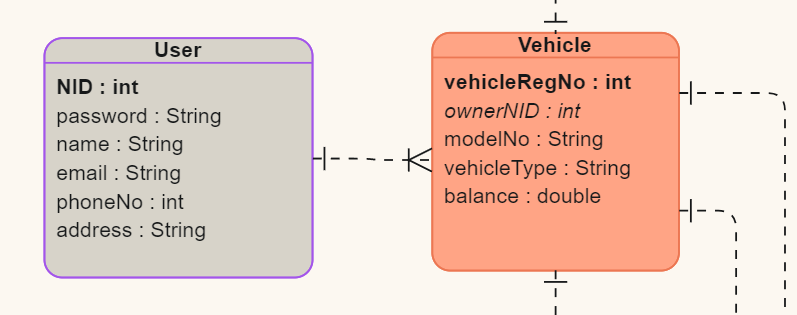 User
NID : int
password : String
name : String
email : String
phoneNo : int
address : String
Vehicle
vehicleRegNo : int
ownerNID : int
modelNo : String
vehicleType : String
balance : double